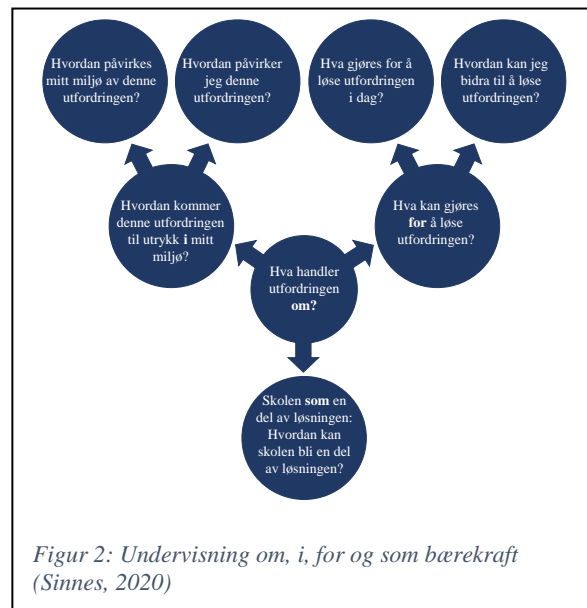 Hvordan påvirkes
mitt miljø av denne
utfordringen?
Hvordan påvirker
jeg denne
utfordringen?
Hva gjøres for å
løse utfordringen
i dag?
Hvordan kan jeg
bidra til å løse
utfordringen?
Hvordan kommer
denne utfordringen
til utrykk i mitt
miljø?
Hva kan gjøres
for å løse
utfordringen?
Hva handler
utfordringen
om?
Skolen som en
del av løsningen:
Hvordan kan
skolen bli en del
av løsningen?
Figur 2: Undervisning om, i, for og som bærekraft
(Sinnes, 2020)